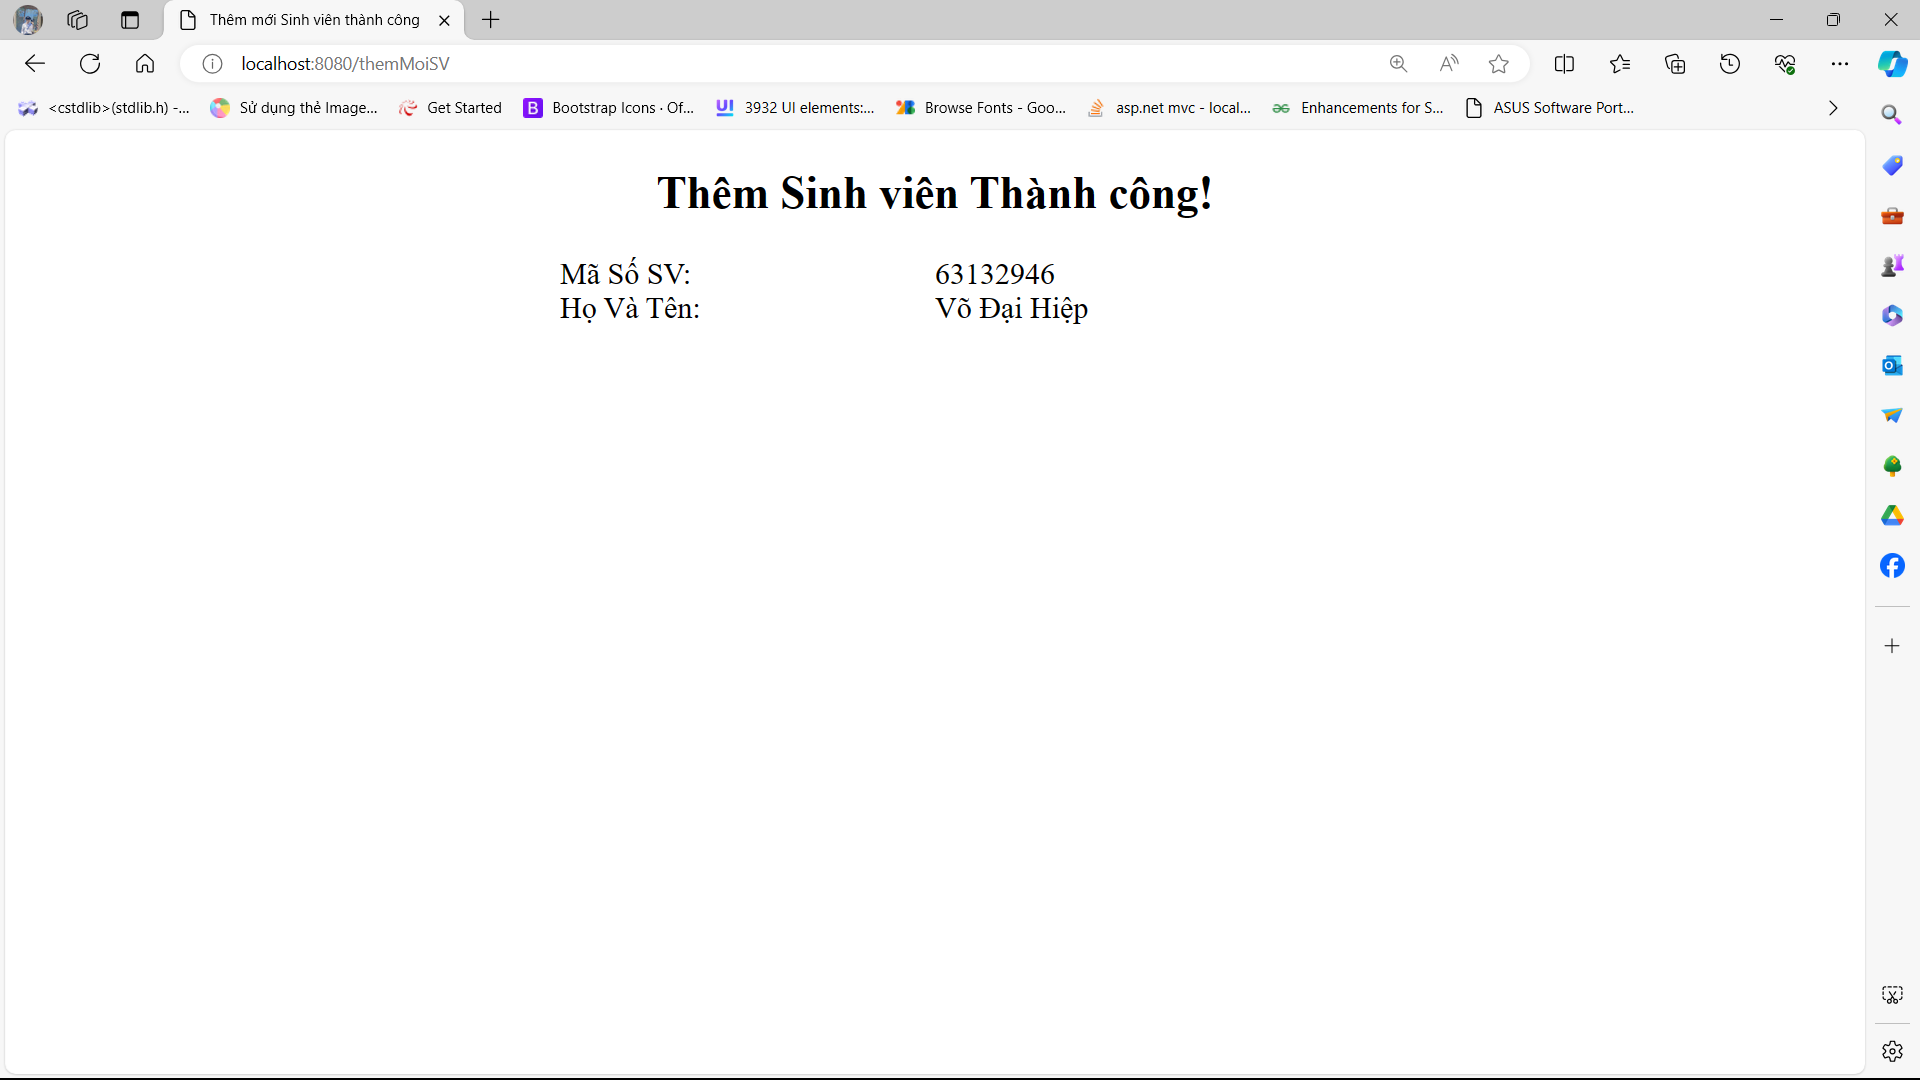 Thêm mới Sinh viên thành công
localhost:8080/themMoiSV
<cstdlib>(stdlib.h) -...
Sử dụng thẻ Image...
Get Started
Bootstrap Icons · Of...
3932 UI elements:...
Browse Fonts - Goo...
asp.net mvc - local...
Enhancements for S...
ASUS Software Port...
Thêm Sinh viên Thành công!
Mã Số SV: 63132946
Họ Và Tên: Võ Đại Hiệp